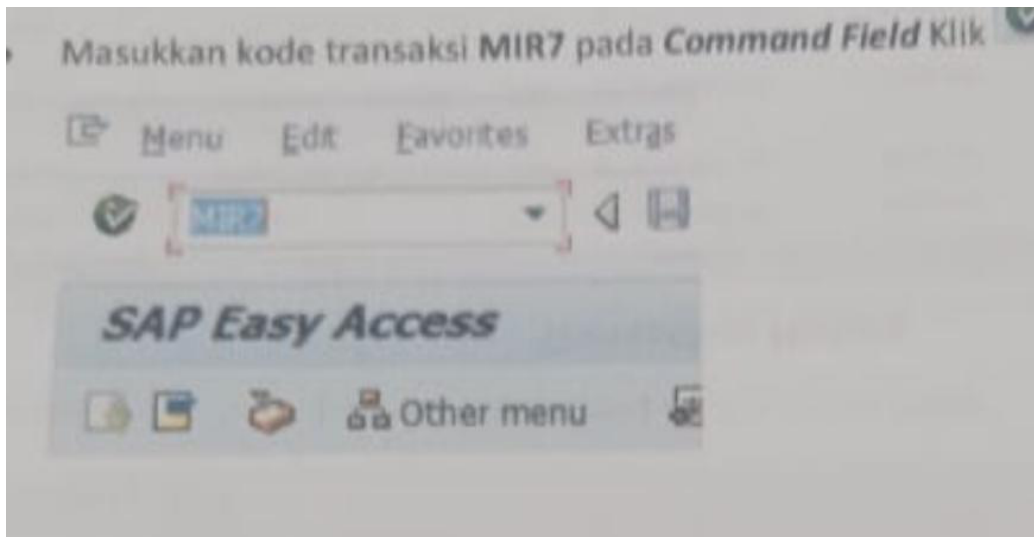 Masukkan kode transaksi MIR7 pada Command Field Klik
Menu Edit Favorites Extras
MIR7
SAP Easy Access
Other menu